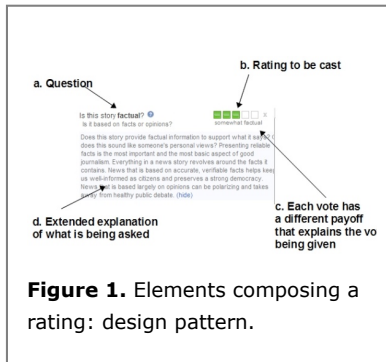 b. Rating to be cast
a. Question
Is this story factual? ?
Is it based on facts or opinions?
somewhat factual
Does this story provide factual information to support what it says?
does this sound like someone's personal views? Presenting reliable
facts is the most important and the most basic aspect of good
journalism. Everything in a news story revolves around the facts it
contains. News that is based on accurate, verifiable facts helps keep
us well-informed as citizens and preserves a strong democracy.
News that is based largely on opinions can be polarizing and takes
away from healthy public debate. (hide)
d. Extended explanation
of what is being asked
c. Each vote has
a different payoff
that explains the vo
being given
Figure 1. Elements composing a
rating: design pattern.